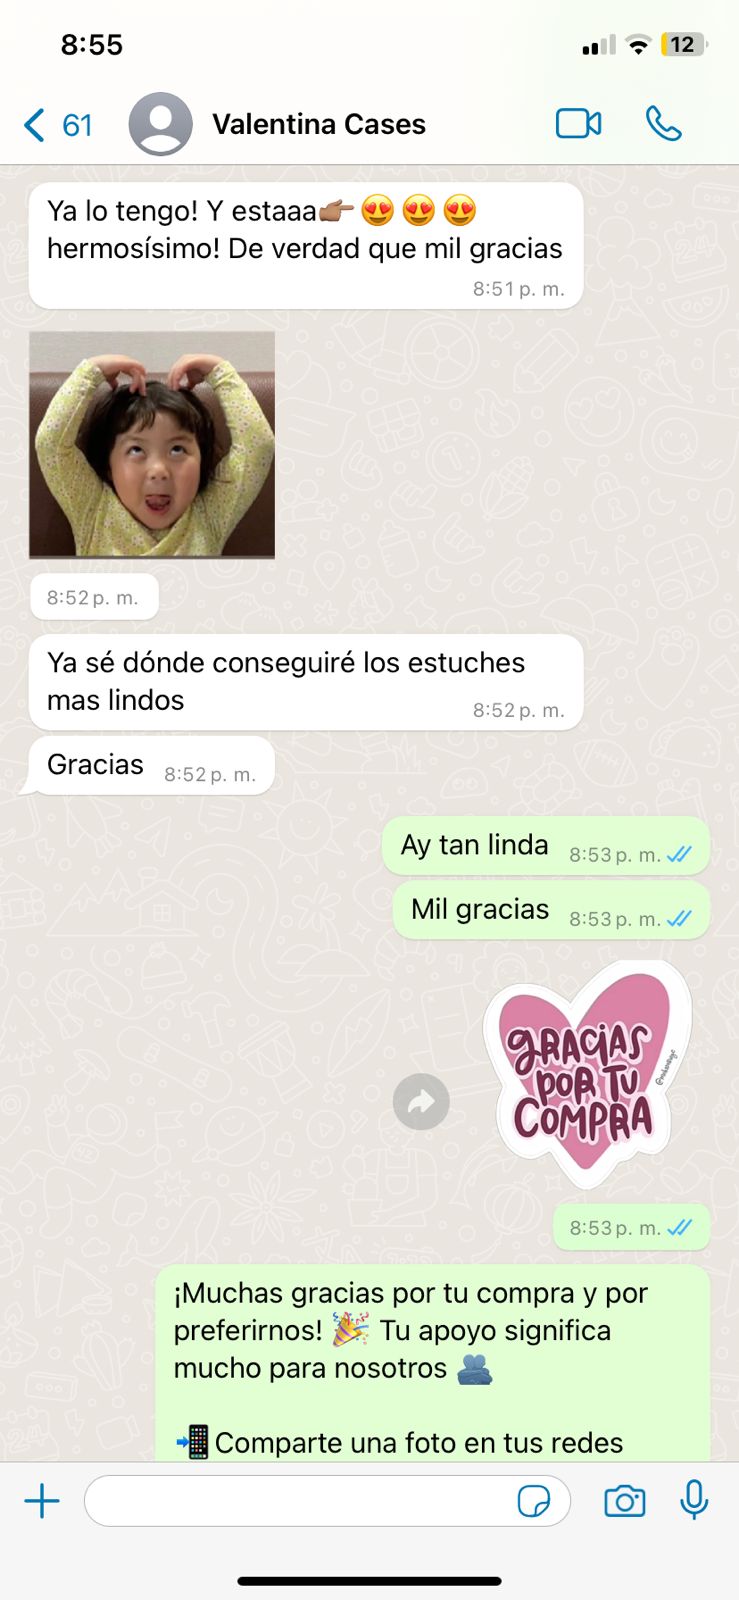 8:55
12
61
Valentina Cases
Ya lo tengo! Y estaaa👉🏽😍😍😍
hermosísimo! De verdad que mil gracias
8:51 p. m.
8:52 p. m.
Ya sé dónde conseguiré los estuches
mas lindos
8:52 p. m.
Gracias 8:52 p. m.
Ay tan linda 8:53 p. m.
Mil gracias 8:53 p. m.
GRACIAS
POR TU
COMPRA
8:53 p. m.
¡Muchas gracias por tu compra y por
preferirnos! 🎉 Tu apoyo significa
mucho para nosotros 🫂
📲Comparte una foto en tus redes